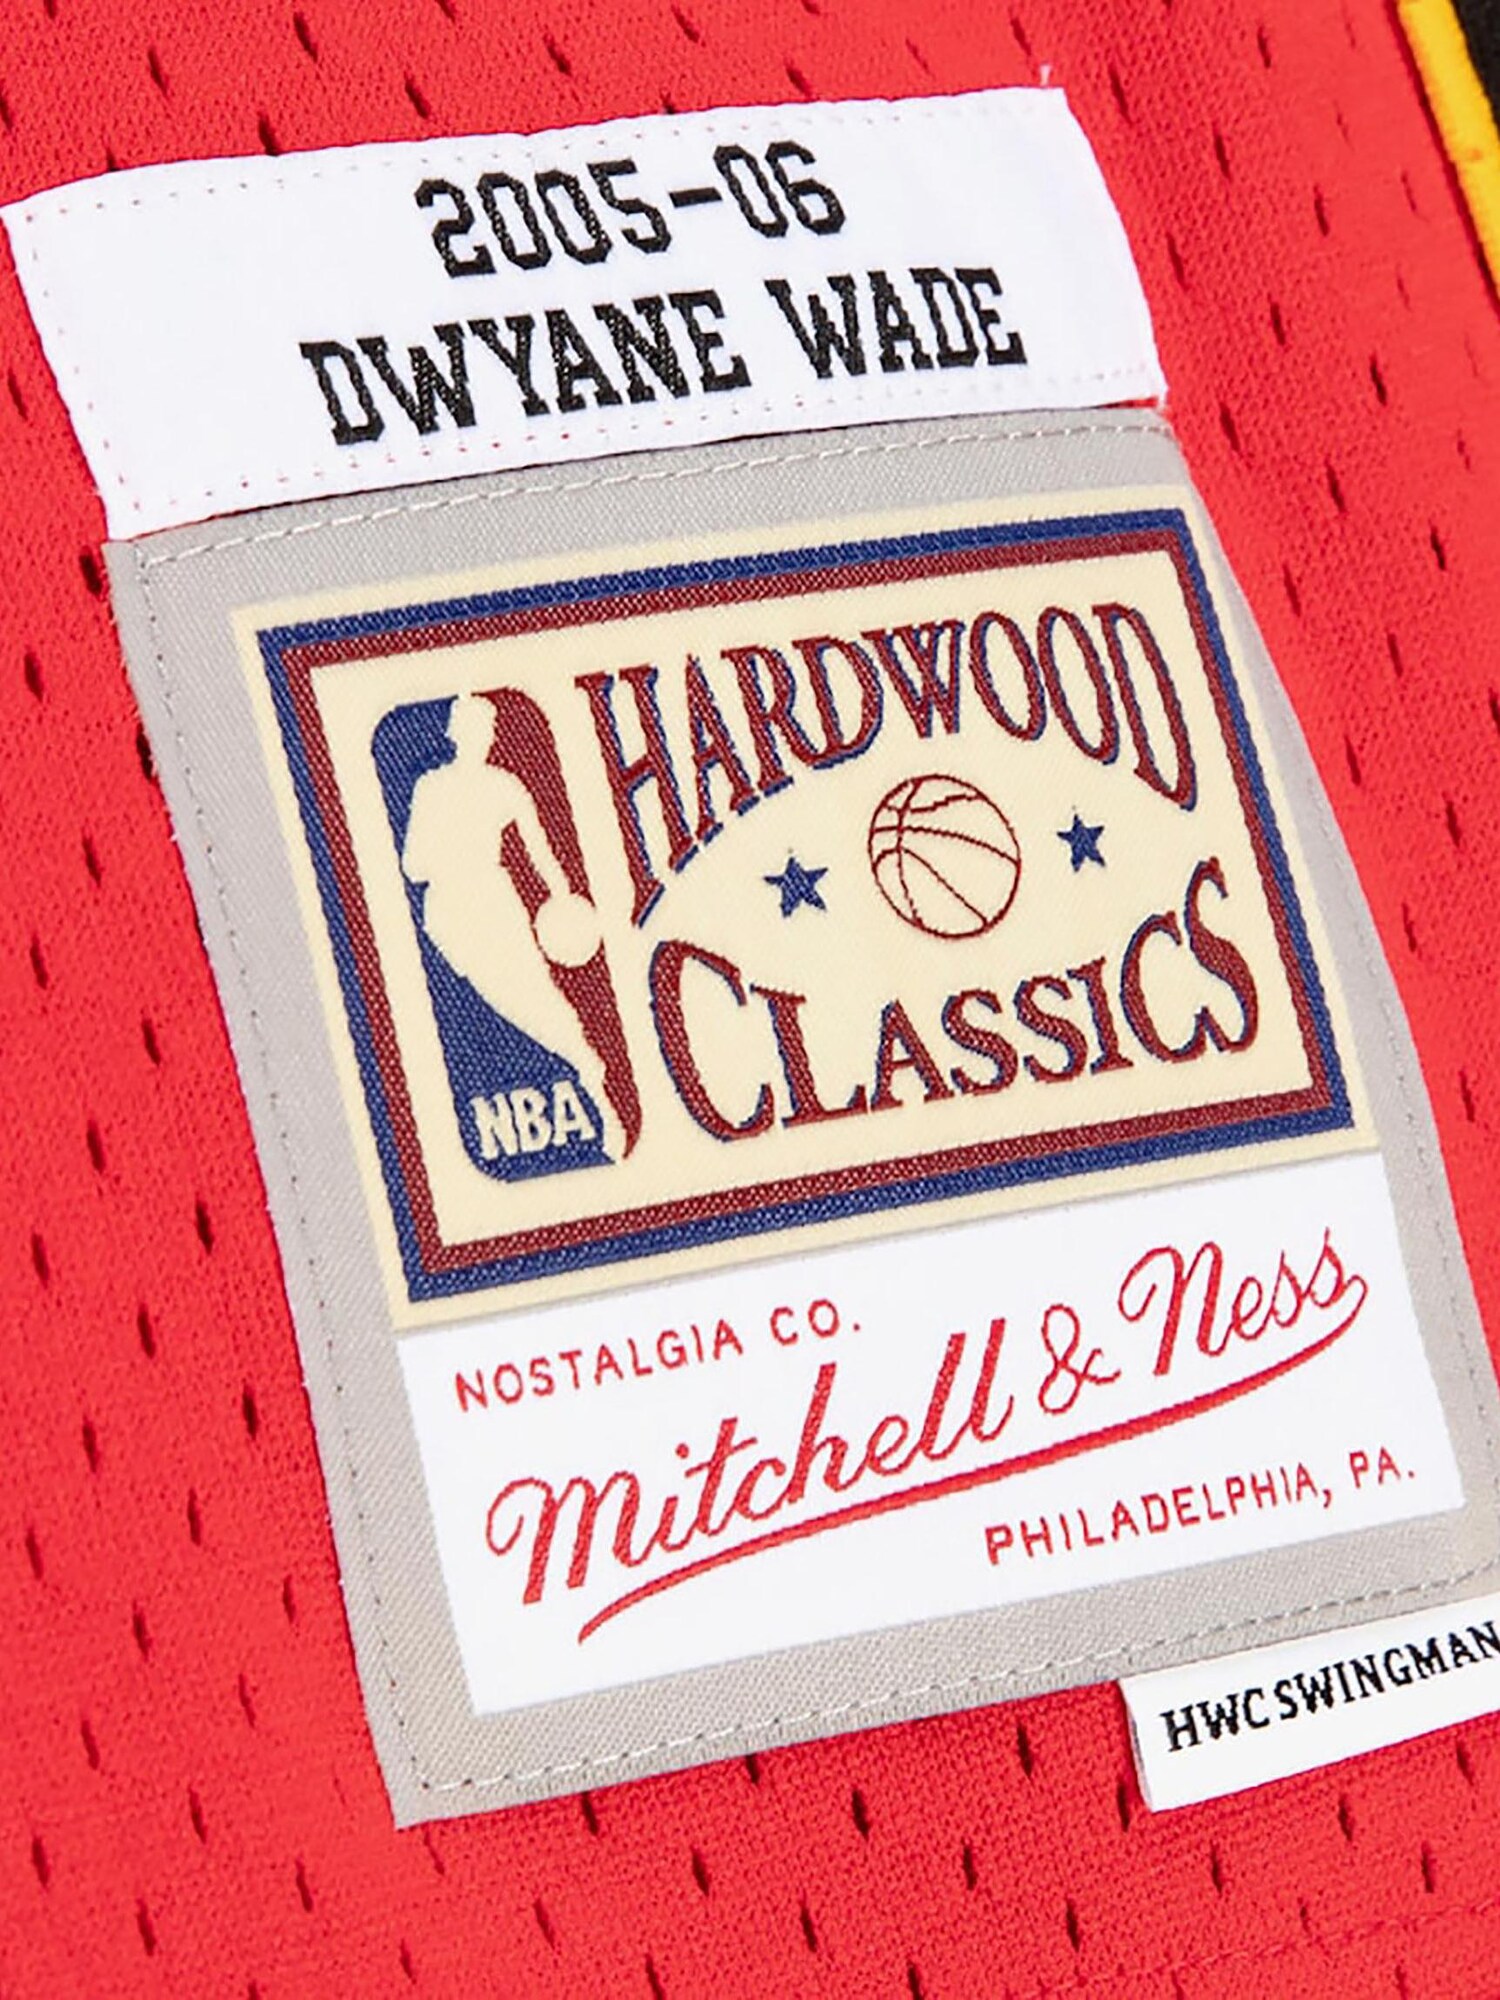 2005-06
DWYANE WADE
HARDWOOD
CLASSICS
NBA
NOSTALGIA CO.
Mitchell & Ness
PHILADELPHIA, PA.
HWC SWINGMAN